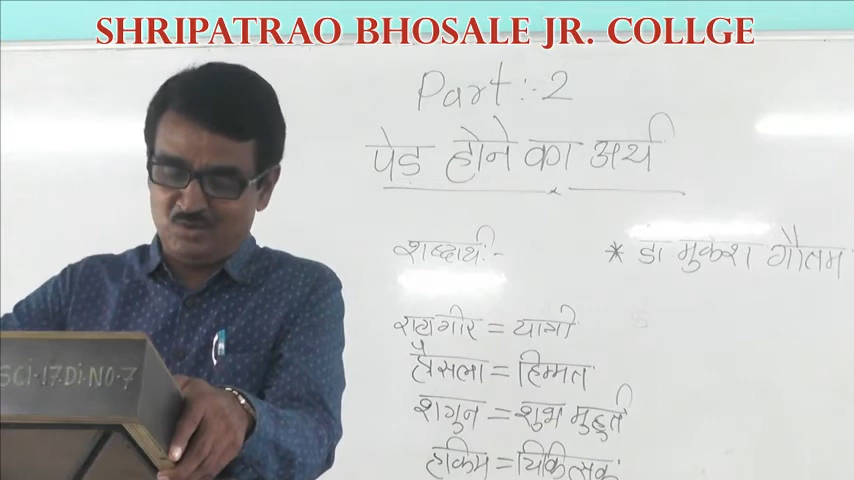 SHRIPATRAO BHOSALE JR. COLLGE
Part :- 2
पेड़ होने का अर्थ
शब्दार्थ :-
* डॉ मुकेश गौतम
राहगीर = यात्री
हौसला = हिम्मत
शगुन = शुभ मुहुर्त
हकिम = चिकित्सक
SCI-17.DI.NO-7